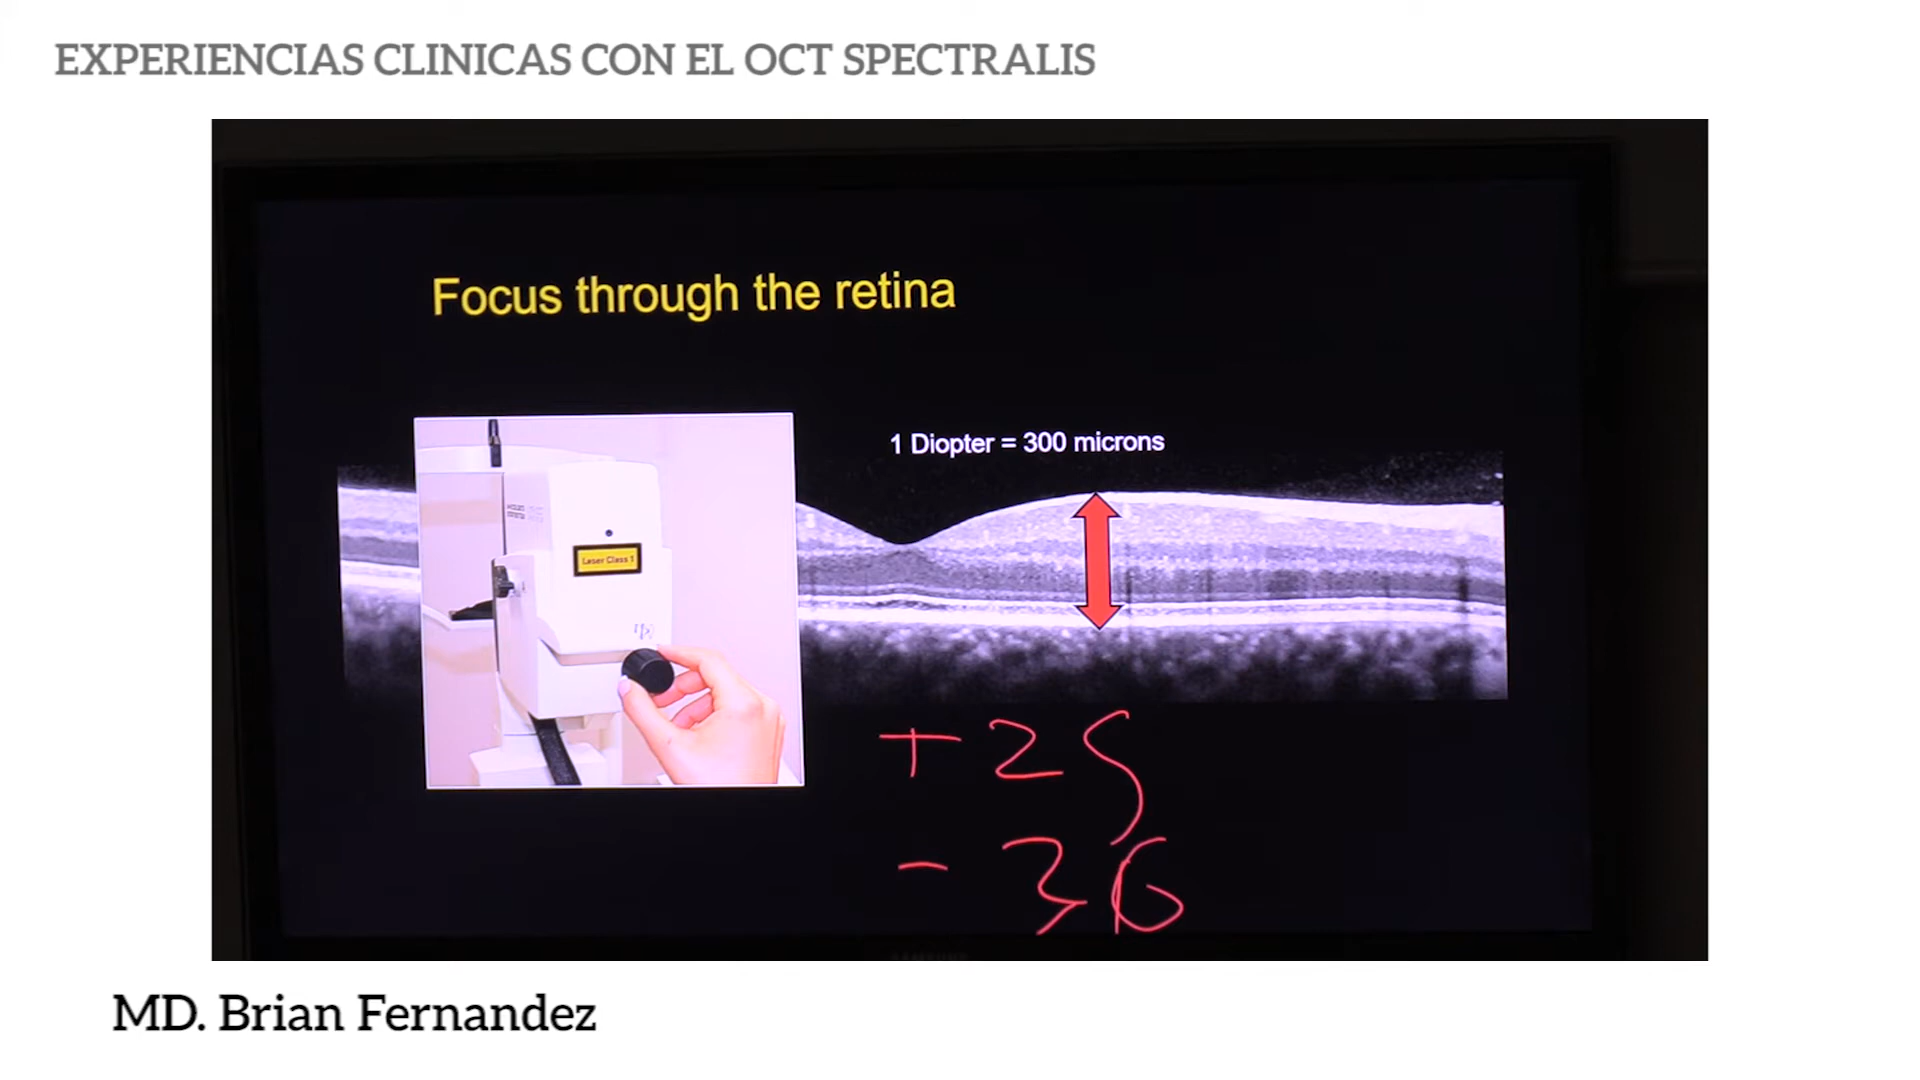 EXPERIENCIAS CLINICAS CON EL OCT SPECTRALIS
Focus through the retina
1 Diopter = 300 microns
Laser Class 1
+25
- 36
MD. Brian Fernandez